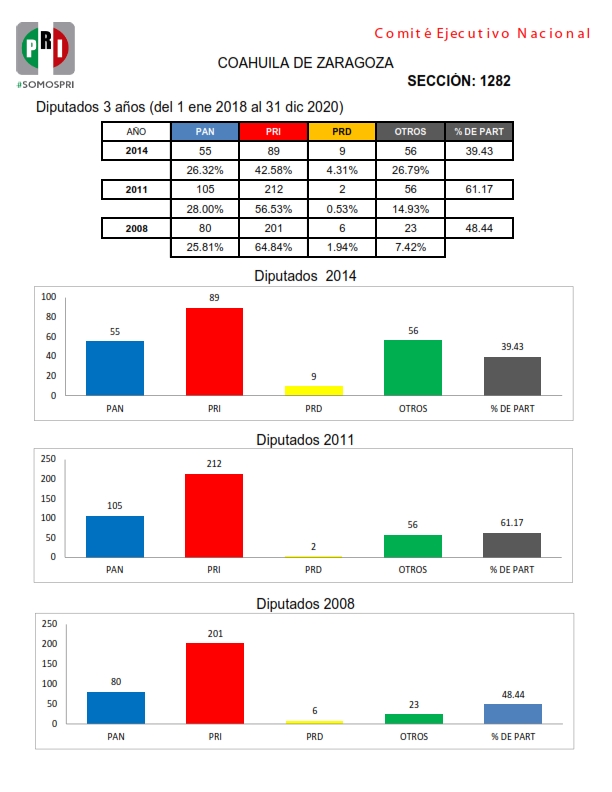 Comité Ejecutivo Nacional
PRI
#SOMOSPRI
COAHUILA DE ZARAGOZA
SECCIÓN: 1282
Diputados 3 años (del 1 ene 2018 al 31 dic 2020)
AÑO PAN PRI PRD OTROS % DE PART
2014 55 89 9 56 39.43
26.32% 42.58% 4.31% 26.79%
2011 105 212 2 56 61.17
28.00% 56.53% 0.53% 14.93%
2008 80 201 6 23 48.44
25.81% 64.84% 1.94% 7.42%
Diputados 2014
100
80
60
40
20
0
55 89 9 56 39.43
PAN PRI PRD OTROS % DE PART
Diputados 2011
250
200
150
100
50
0
105 212 2 56 61.17
PAN PRI PRD OTROS % DE PART
Diputados 2008
250
200
150
100
50
0
80 201 6 23 48.44
PAN PRI PRD OTROS % DE PART